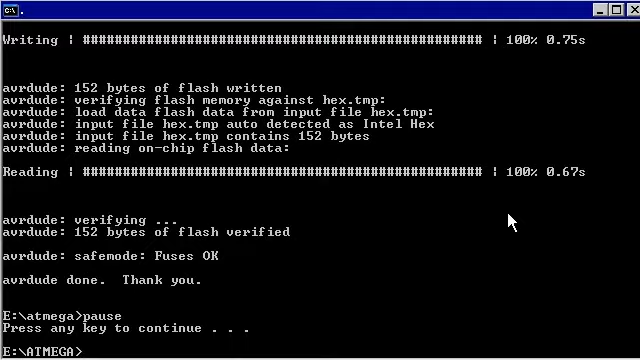 C:\.
Writing | ################################################## | 100% 0.75s
avrdude: 152 bytes of flash written
avrdude: verifying flash memory against hex.tmp:
avrdude: load data flash data from input file hex.tmp:
avrdude: input file hex.tmp auto detected as Intel Hex
avrdude: input file hex.tmp contains 152 bytes
avrdude: reading on-chip flash data:
Reading | ################################################## | 100% 0.67s
avrdude: verifying ...
avrdude: 152 bytes of flash verified
avrdude: safemode: Fuses OK
avrdude done.  Thank you.
E:\atmega>pause
Press any key to continue . . .
E:\ATMEGA>